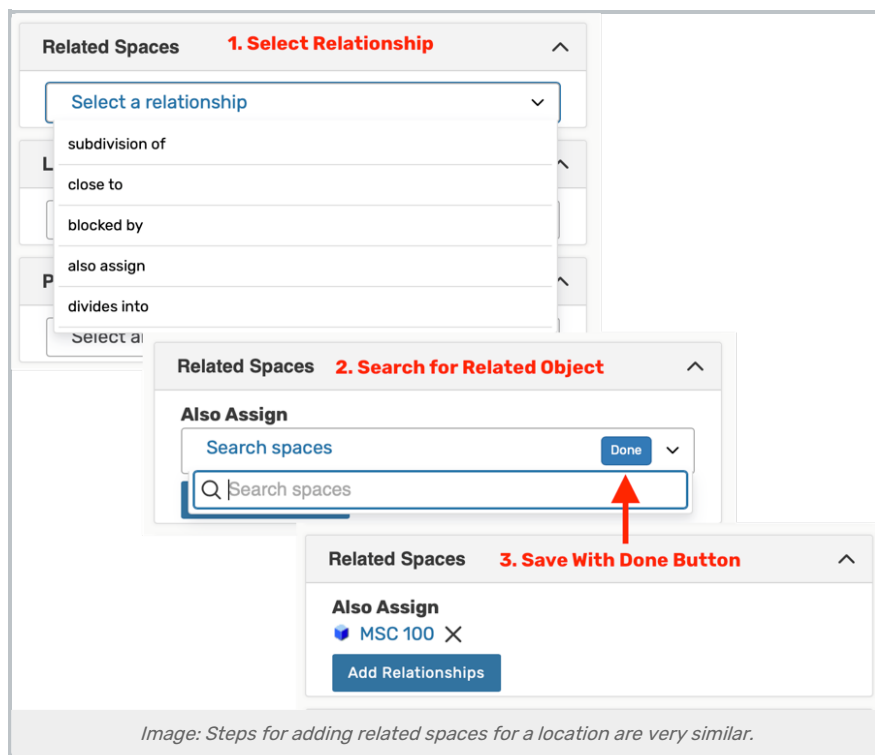 Related Spaces 1. Select Relationship
Select a relationship
subdivision of
L
close to
blocked by
also assign
P
divides into
Select a
Related Spaces 2. Search for Related Object
Also Assign
Search spaces Done
Search spaces
Related Spaces 3. Save With Done Button
Also Assign
MSC 100
Add Relationships
Image: Steps for adding related spaces for a location are very similar.